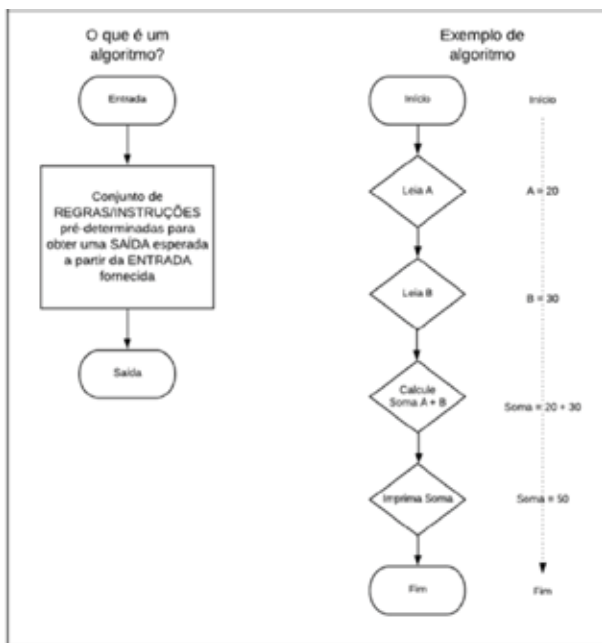 O que é um
algoritmo?
Entrada
Conjunto de
REGRAS/INSTRUÇÕES
pré-determinadas para
obter uma SAÍDA esperada
a partir da ENTRADA
fornecida
Saída
Exemplo de
algoritmo
Início
Leia A
Leia B
Calcule
Soma A + B
Imprima Soma
Fim
Início
A = 20
B = 30
Soma = 20 + 30
Soma = 50
Fim